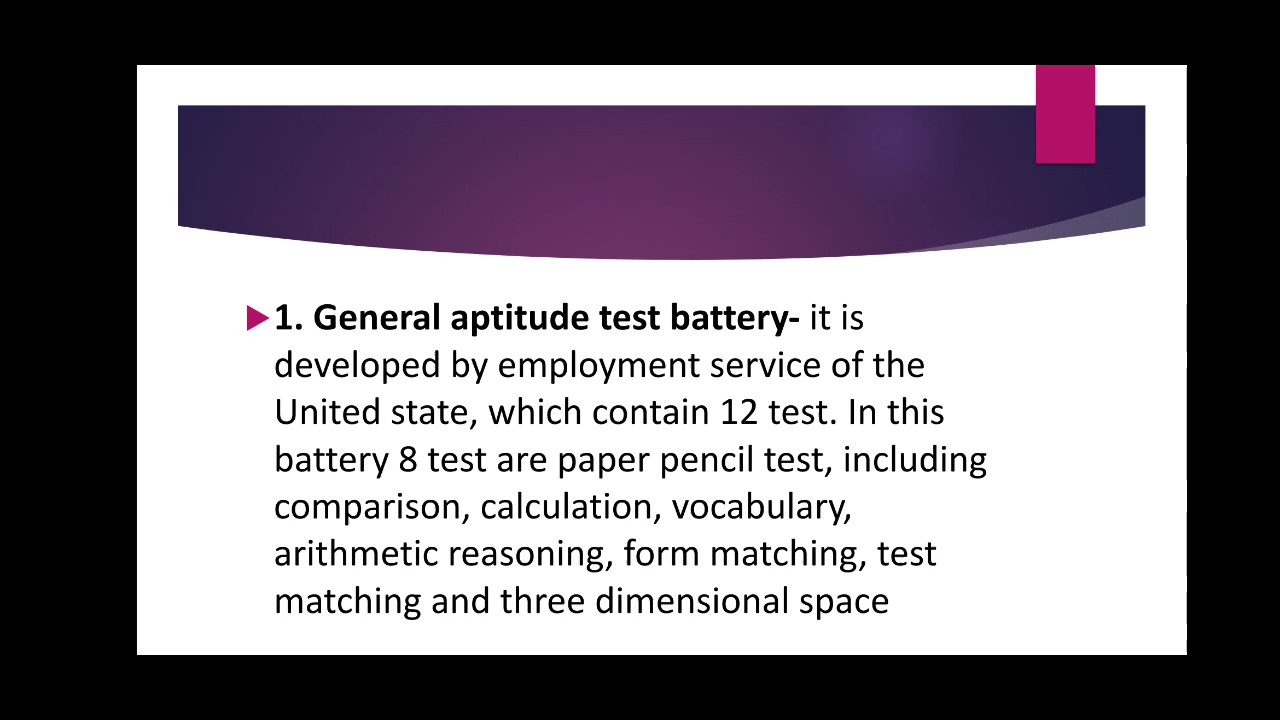 1. General aptitude test battery- it is
developed by employment service of the
United state, which contain 12 test. In this
battery 8 test are paper pencil test, including
comparison, calculation, vocabulary,
arithmetic reasoning, form matching, test
matching and three dimensional space